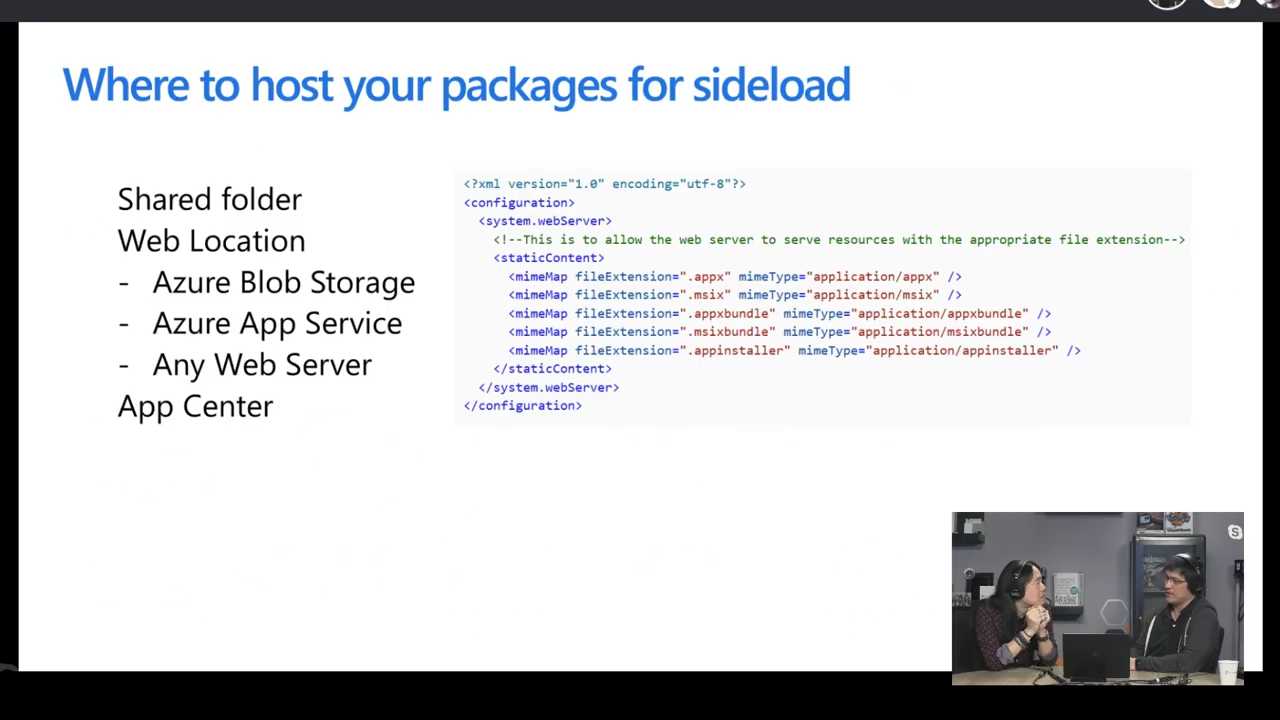 Where to host your packages for sideload
Shared folder
Web Location
- Azure Blob Storage
- Azure App Service
- Any Web Server
App Center
<?xml version="1.0" encoding="utf-8"?>
<configuration>
<system.webServer>
<!--This is to allow the web server to serve resources with the appropriate file extension-->
<staticContent>
<mimeMap fileExtension=".appx" mimeType="application/appx" />
<mimeMap fileExtension=".msix" mimeType="application/msix" />
<mimeMap fileExtension=".appxbundle" mimeType="application/appxbundle" />
<mimeMap fileExtension=".msixbundle" mimeType="application/msixbundle" />
<mimeMap fileExtension=".appinstaller" mimeType="application/appinstaller" />
</staticContent>
</system.webServer>
</configuration>
S